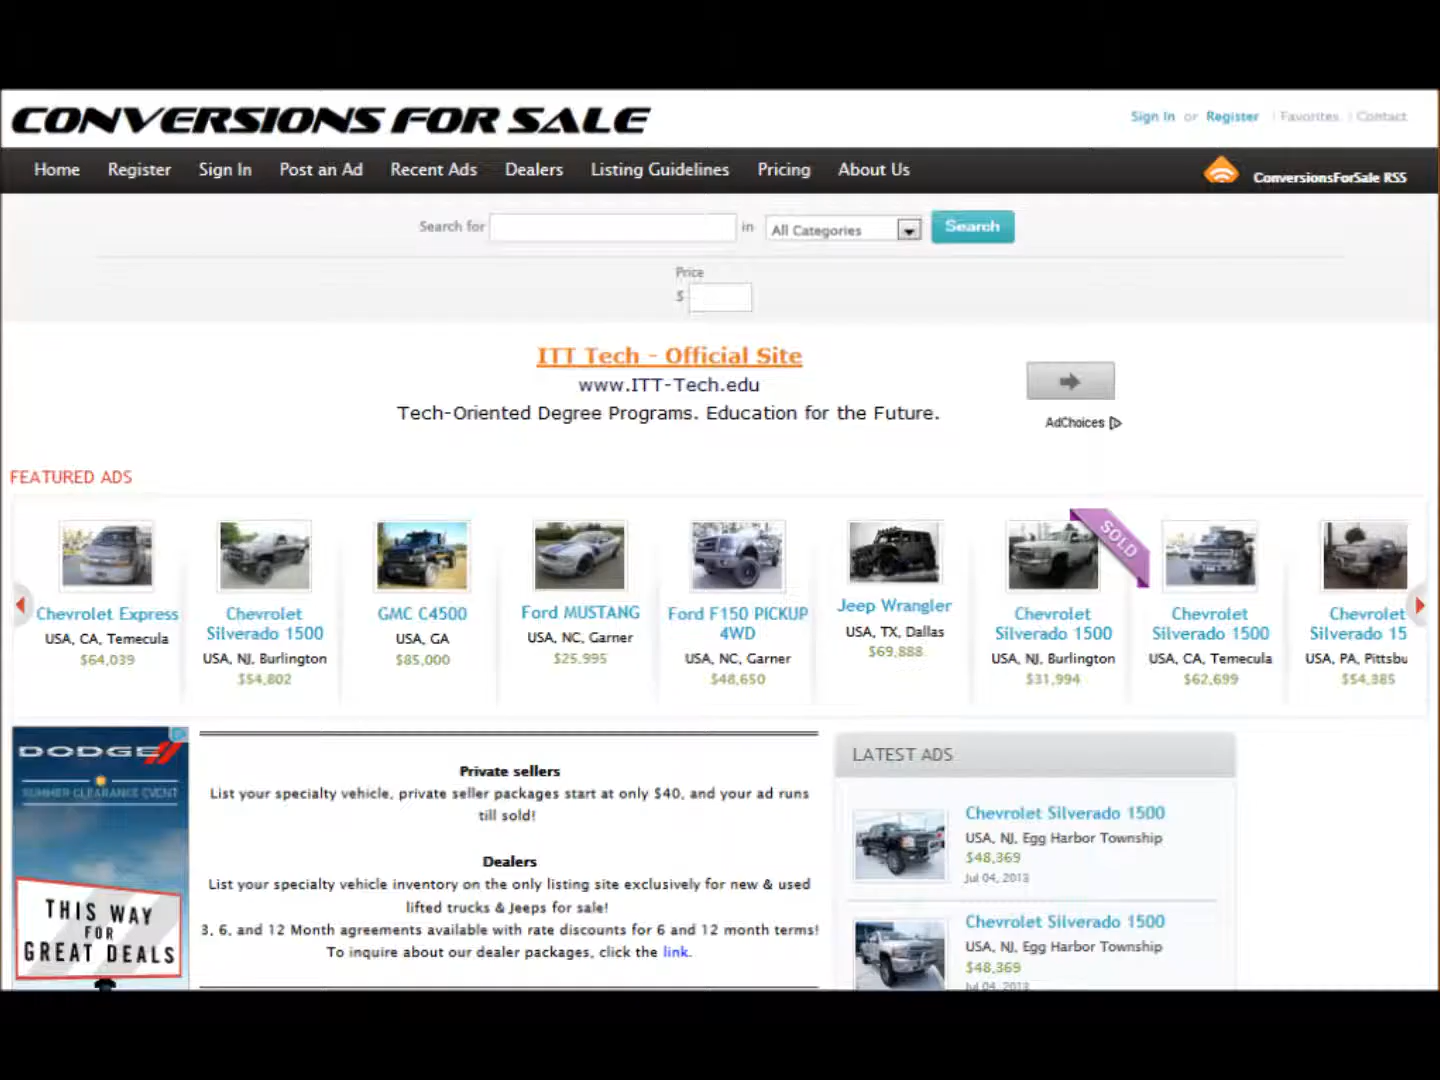 CONVERSIONS FOR SALE
Sign In or Register | Favorites | Contact
Home Register Sign In Post an Ad Recent Ads Dealers Listing Guidelines Pricing About Us
ConversionsForSale RSS
Search for in All Categories Search
Price
$
ITT Tech - Official Site
www.ITT-Tech.edu
Tech-Oriented Degree Programs. Education for the Future.
AdChoices
FEATURED ADS
Chevrolet Express
USA, CA, Temecula
$64,039
Chevrolet
Silverado 1500
USA, NJ, Burlington
$54,802
GMC C4500
USA, GA
$85,000
Ford MUSTANG
USA, NC, Garner
$25,995
Ford F150 PICKUP
4WD
USA, NC, Garner
$48,650
Jeep Wrangler
USA, TX, Dallas
$69,888
SOLD
Chevrolet
Silverado 1500
USA, NJ, Burlington
$31,994
Chevrolet
Silverado 1500
USA, CA, Temecula
$62,699
Chevrolet
Silverado 15
USA, PA, Pittsbu
$54,385
DODGE
SUMMER CLEARANCE EVENT
THIS WAY
FOR
GREAT DEALS
Private sellers
List your specialty vehicle, private seller packages start at only $40, and your ad runs
till sold!
Dealers
List your specialty vehicle inventory on the only listing site exclusively for new & used
lifted trucks & Jeeps for sale!
3, 6, and 12 Month agreements available with rate discounts for 6 and 12 month terms!
To inquire about our dealer packages, click the link.
LATEST ADS
Chevrolet Silverado 1500
USA, NJ, Egg Harbor Township
$48,369
Jul 04, 2013
Chevrolet Silverado 1500
USA, NJ, Egg Harbor Township
$48,369
Jul 04, 2013